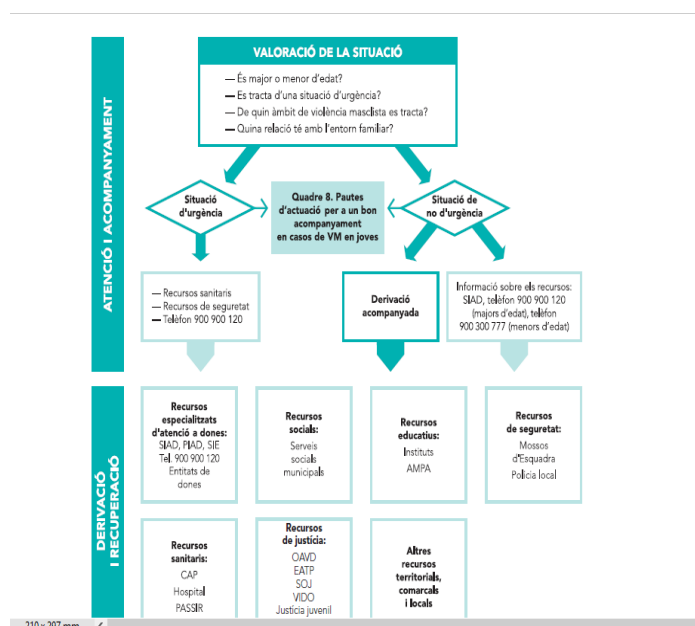 ATENCIÓ I ACOMPANYAMENT
VALORACIÓ DE LA SITUACIÓ
— És major o menor d'edat?
— Es tracta d'una situació d'urgència?
— De quin àmbit de violència masclista es tracta?
— Quina relació té amb l'entorn familiar?
Situació
d'urgència
Quadre 8. Pautes
d'actuació per a un bon
acompanyament
en casos de VM en joves
Situació de
no d'urgència
— Recursos sanitaris
— Recursos de seguretat
— Telèfon 900 900 120
Derivació
acompanyada
Informació sobre els recursos:
SIAD, telèfon 900 900 120
(majors d'edat), telèfon
900 300 777 (menors d'edat)
DERIVACIÓ
I RECUPERACIÓ
Recursos
especialitzats
d'atenció a dones:
SIAD, PIAD, SIE
Tel. 900 900 120
Entitats de
dones
Recursos
socials:
Serveis
socials
municipals
Recursos
educatius:
Instituts
AMPA
Recursos
de seguretat:
Mossos
d'Esquadra
Policia local
Recursos
sanitaris:
CAP
Hospital
PASSIR
Recursos
de justícia:
OAVD
EATP
SOJ
VIDO
Justícia juvenil
Altres
recursos
territorials,
comarcals
i locals
210 x 297 mm